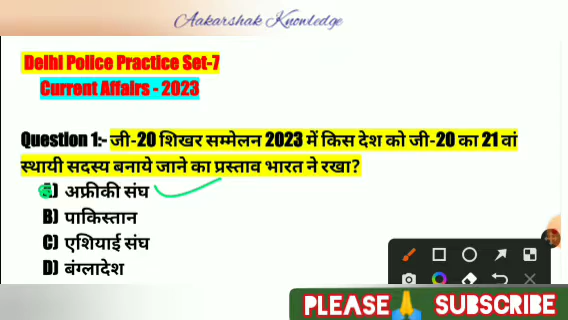 Aakarshak Knowledge
Delhi Police Practice Set-7
Current Affairs - 2023
Question 1:- जी-20 शिखर सम्मेलन 2023 में किस देश को जी-20 का 21 वां
स्थायी सदस्य बनाये जाने का प्रस्ताव भारत ने रखा?
अफ्रीकी संघ
B) पाकिस्तान
C) एशियाई संघ
D) बंग्लादेश
PLEASE SUBSCRIBE